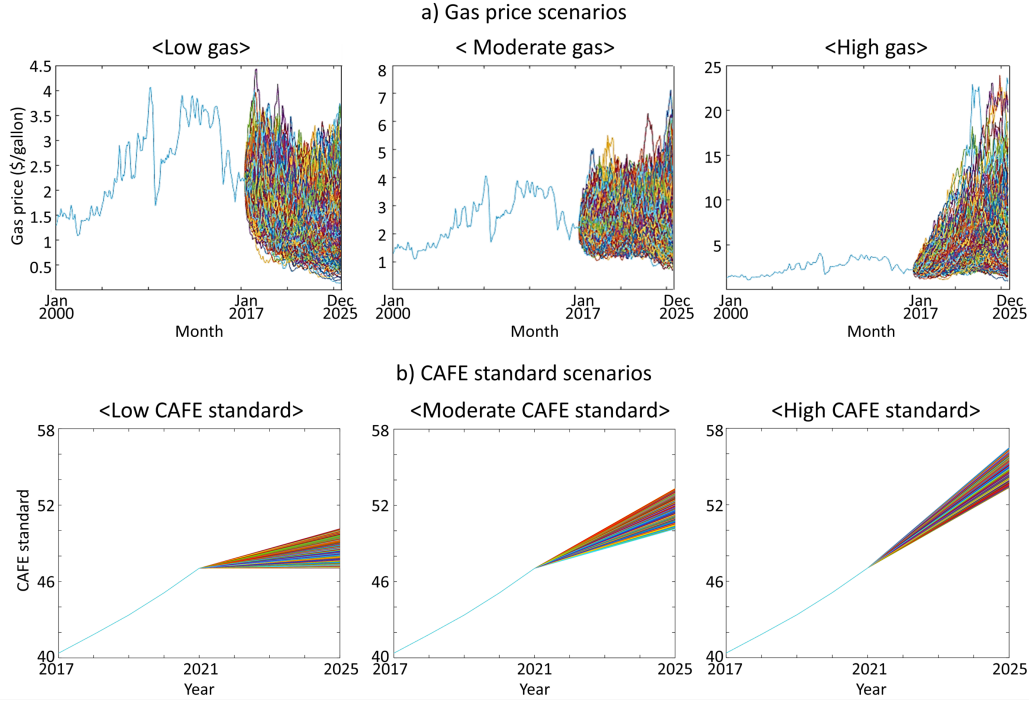 a) Gas price scenarios
<Low gas>
< Moderate gas>
<High gas>
Gas price ($/gallon)
4.5
4
3.5
3
2.5
2
1.5
1
0.5
Jan 2000
Jan 2017
Dec 2025
Month
8
7
6
5
4
3
2
1
Jan 2000
Jan 2017
Dec 2025
Month
25
20
15
10
5
Jan 2000
Jan 2017
Dec 2025
Month
b) CAFE standard scenarios
<Low CAFE standard>
<Moderate CAFE standard>
<High CAFE standard>
CAFE standard
58
52
46
40
2017
2021
2025
Year
58
52
46
40
2017
2021
2025
Year
58
52
46
40
2017
2021
2025
Year